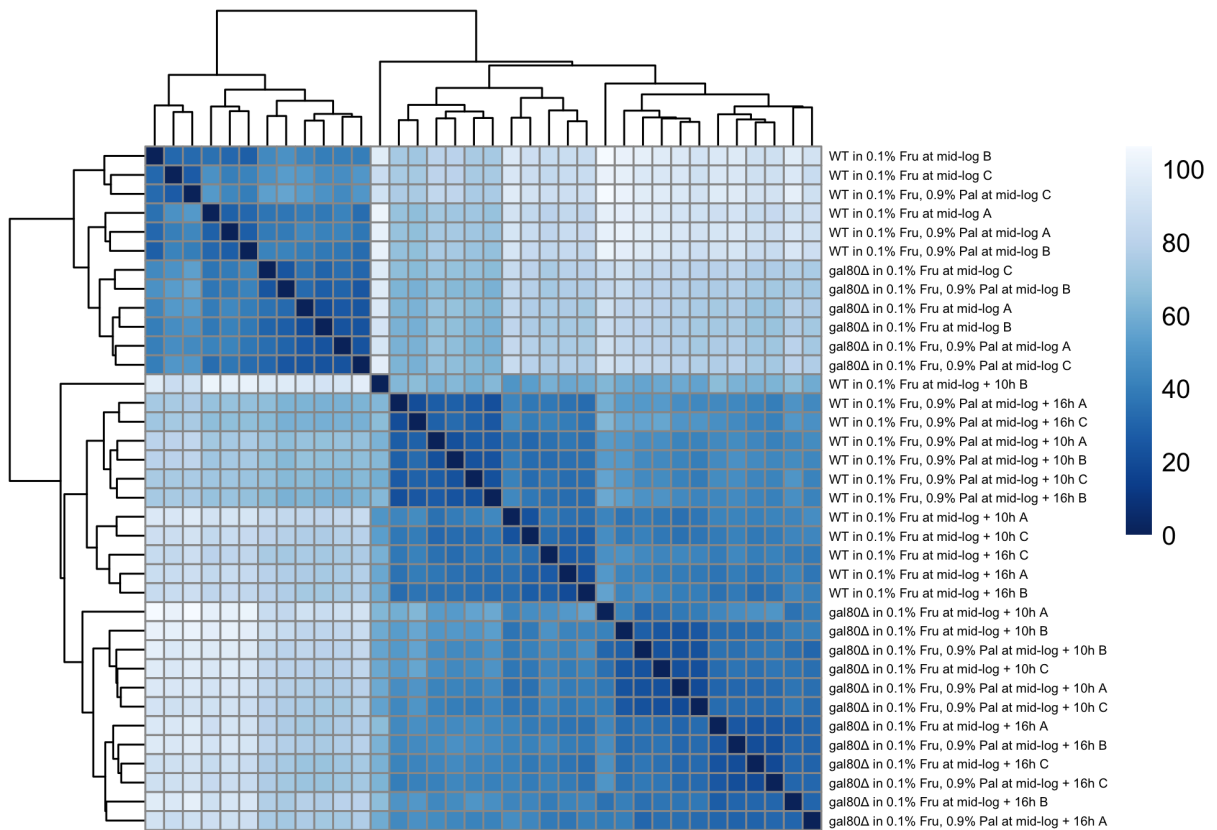 WT in 0.1% Fru at mid-log B
WT in 0.1% Fru at mid-log C
WT in 0.1% Fru, 0.9% Pal at mid-log C
WT in 0.1% Fru at mid-log A
WT in 0.1% Fru, 0.9% Pal at mid-log A
WT in 0.1% Fru, 0.9% Pal at mid-log B
gal80Δ in 0.1% Fru at mid-log C
gal80Δ in 0.1% Fru, 0.9% Pal at mid-log B
gal80Δ in 0.1% Fru at mid-log A
gal80Δ in 0.1% Fru at mid-log B
gal80Δ in 0.1% Fru, 0.9% Pal at mid-log A
gal80Δ in 0.1% Fru, 0.9% Pal at mid-log C
WT in 0.1% Fru at mid-log + 10h B
WT in 0.1% Fru, 0.9% Pal at mid-log + 16h A
WT in 0.1% Fru, 0.9% Pal at mid-log + 16h C
WT in 0.1% Fru, 0.9% Pal at mid-log + 10h A
WT in 0.1% Fru, 0.9% Pal at mid-log + 10h B
WT in 0.1% Fru, 0.9% Pal at mid-log + 10h C
WT in 0.1% Fru, 0.9% Pal at mid-log + 16h B
WT in 0.1% Fru at mid-log + 10h A
WT in 0.1% Fru at mid-log + 10h C
WT in 0.1% Fru at mid-log + 16h C
WT in 0.1% Fru at mid-log + 16h A
WT in 0.1% Fru at mid-log + 16h B
gal80Δ in 0.1% Fru at mid-log + 10h A
gal80Δ in 0.1% Fru at mid-log + 10h B
gal80Δ in 0.1% Fru, 0.9% Pal at mid-log + 10h B
gal80Δ in 0.1% Fru at mid-log + 10h C
gal80Δ in 0.1% Fru, 0.9% Pal at mid-log + 10h A
gal80Δ in 0.1% Fru, 0.9% Pal at mid-log + 10h C
gal80Δ in 0.1% Fru at mid-log + 16h A
gal80Δ in 0.1% Fru, 0.9% Pal at mid-log + 16h B
gal80Δ in 0.1% Fru at mid-log + 16h C
gal80Δ in 0.1% Fru, 0.9% Pal at mid-log + 16h C
gal80Δ in 0.1% Fru at mid-log + 16h B
gal80Δ in 0.1% Fru, 0.9% Pal at mid-log + 16h A
100
80
60
40
20
0